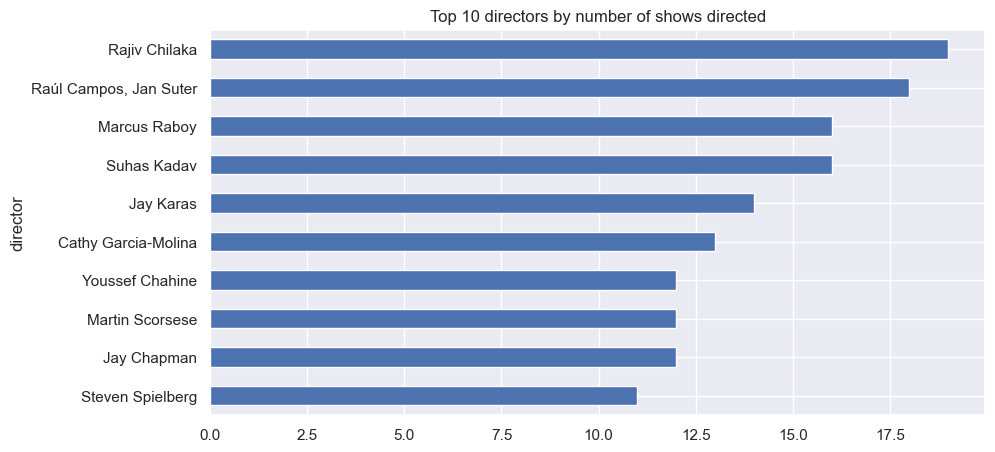 Top 10 directors by number of shows directed
director
Rajiv Chilaka
Raúl Campos, Jan Suter
Marcus Raboy
Suhas Kadav
Jay Karas
Cathy Garcia-Molina
Youssef Chahine
Martin Scorsese
Jay Chapman
Steven Spielberg
0.0 2.5 5.0 7.5 10.0 12.5 15.0 17.5